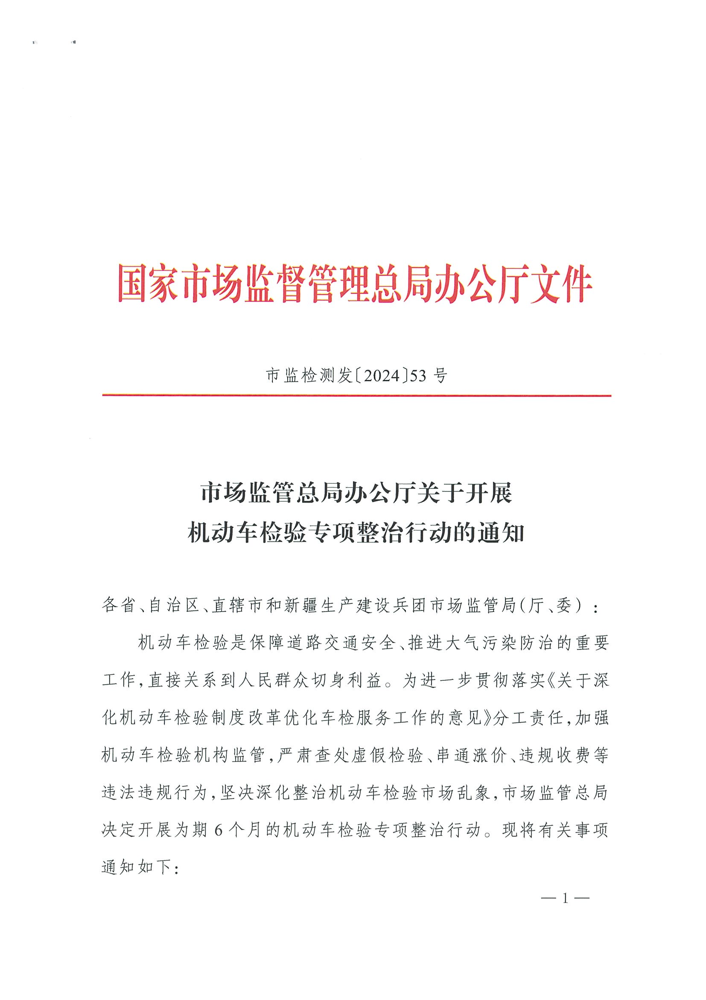 国家市场监督管理总局办公厅文件
市监检测发〔2024〕53 号
市场监管总局办公厅关于开展
机动车检验专项整治行动的通知
各省、自治区、直辖市和新疆生产建设兵团市场监管局(厅、委)：
机动车检验是保障道路交通安全、推进大气污染防治的重要
工作,直接关系到人民群众切身利益。为进一步贯彻落实《关于深
化机动车检验制度改革优化车检服务工作的意见》分工责任,加强
机动车检验机构监管,严肃查处虚假检验、串通涨价、违规收费等
违法违规行为,坚决深化整治机动车检验市场乱象,市场监管总局
决定开展为期 6 个月的机动车检验专项整治行动。现将有关事项
通知如下：
— 1 —